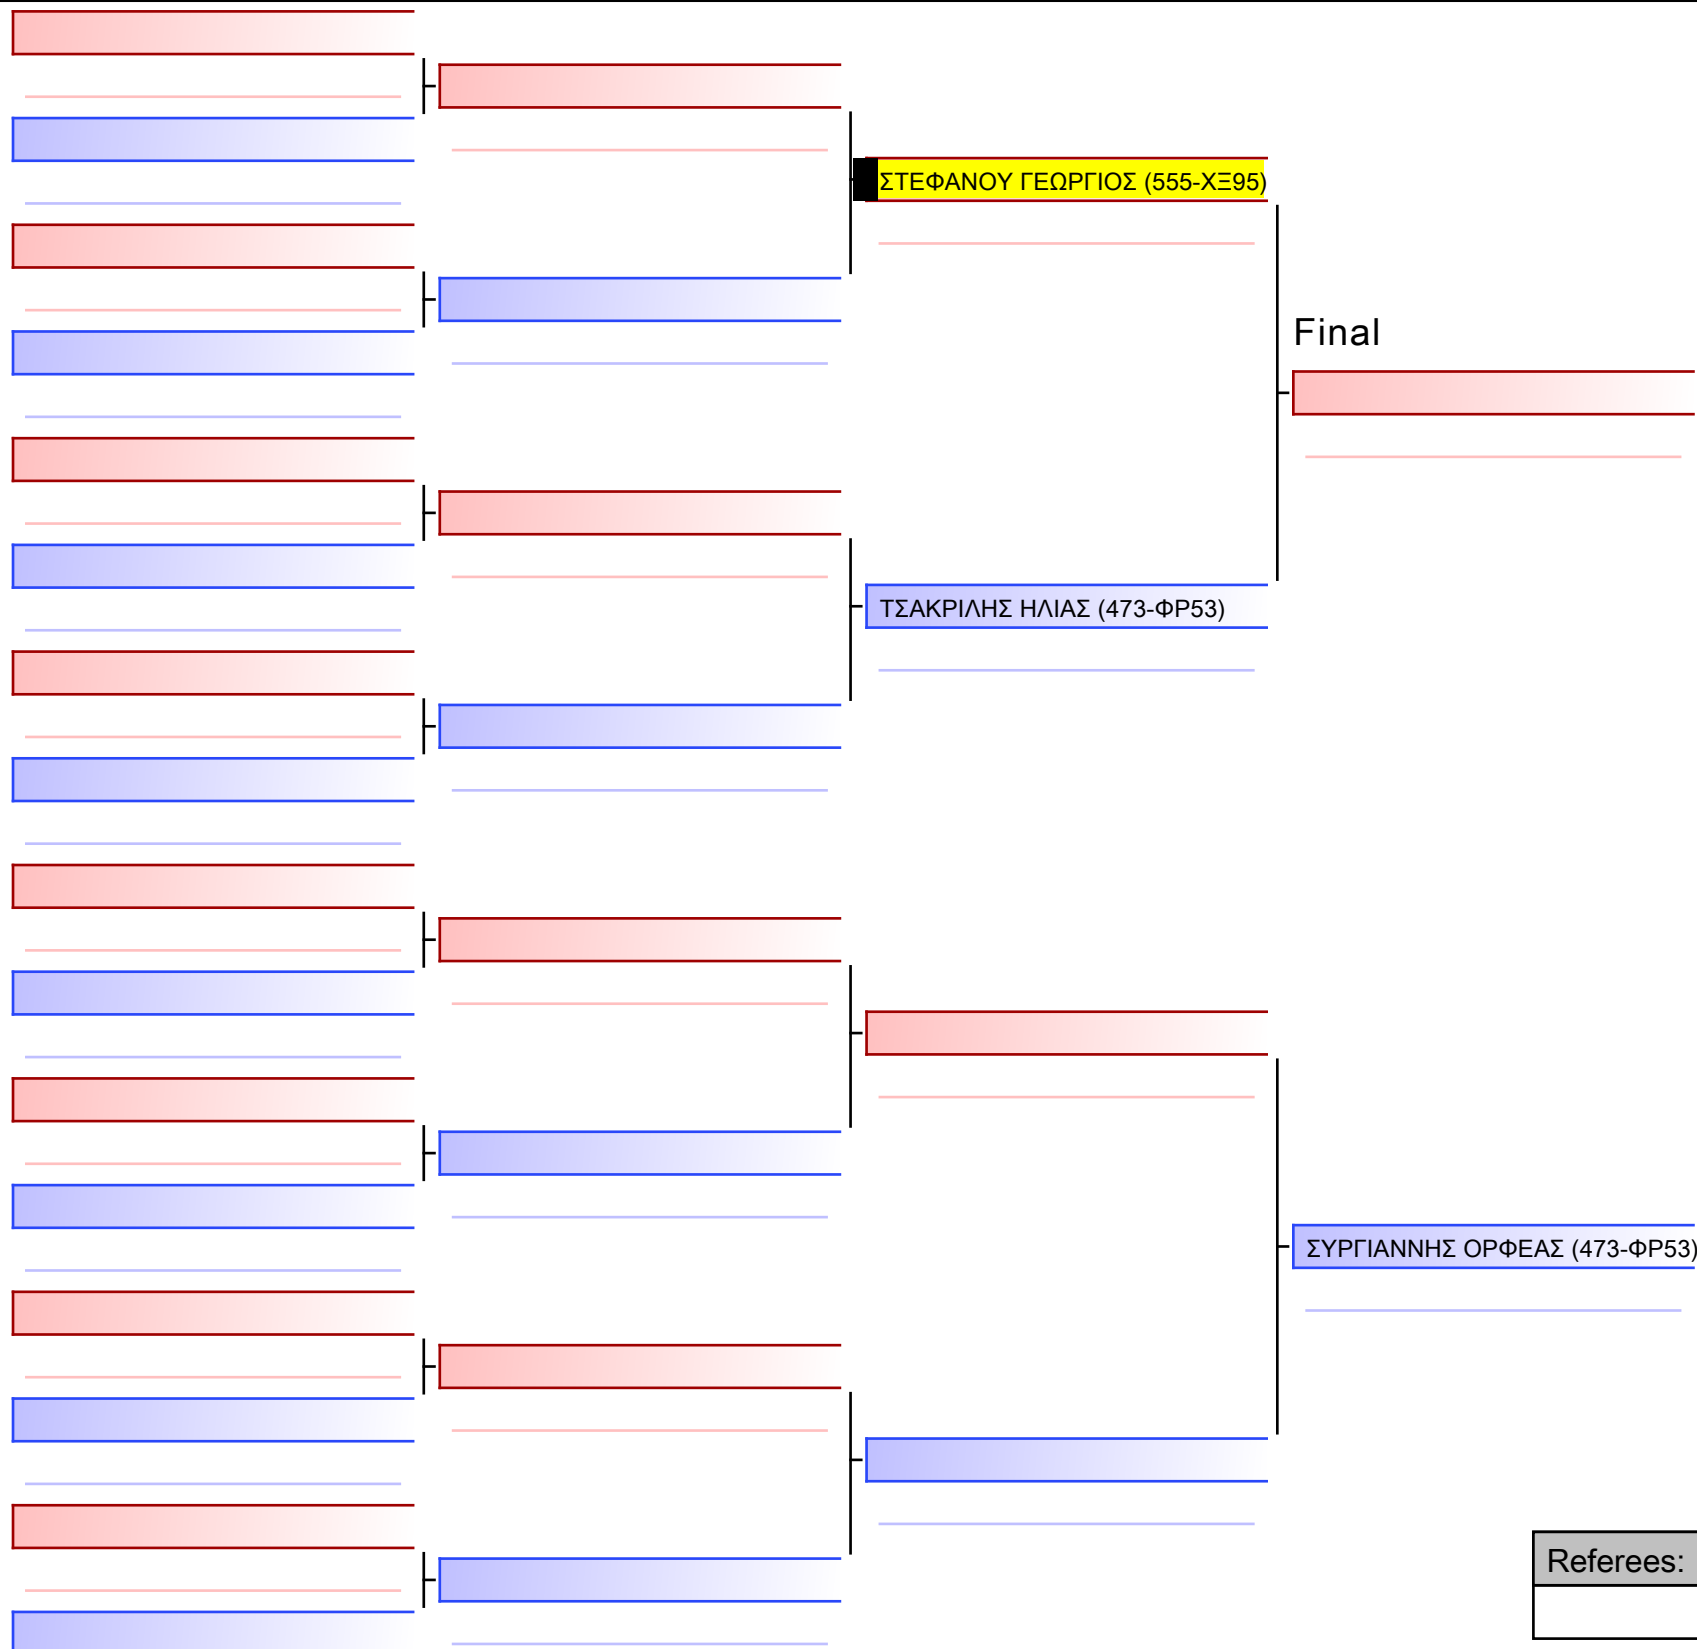 ΣΤΕΦΑΝΟΥ ΓΕΩΡΓΙΟΣ (555-ΧΞ95)
Final
ΤΣΑΚΡΙΛΗΣ ΗΛΙΑΣ (473-ΦΡ53)
ΣΥΡΓΙΑΝΝΗΣ ΟΡΦΕΑΣ (473-ΦΡ53)
Referees: